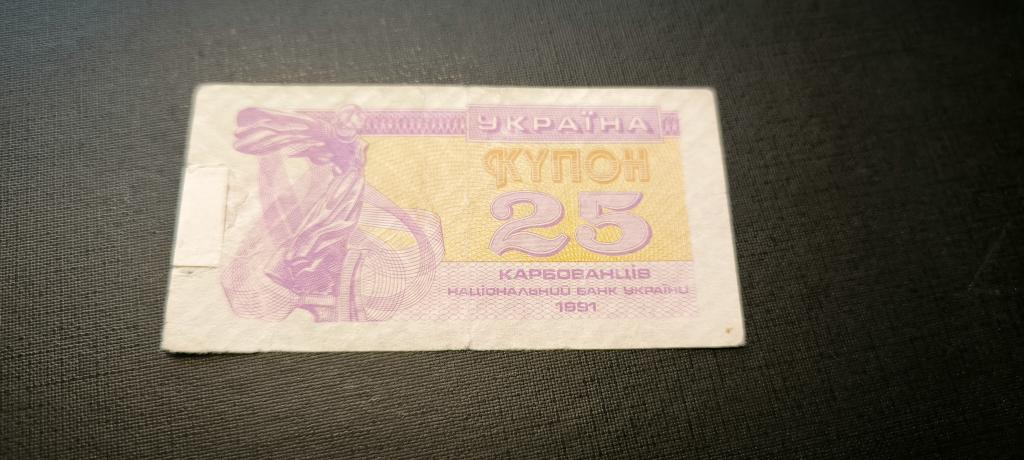 УКРАЇНА
КУПОН
25
КАРБОВАНЦІВ
НАЦІОНАЛЬНИЙ БАНК УКРАЇНИ
1991